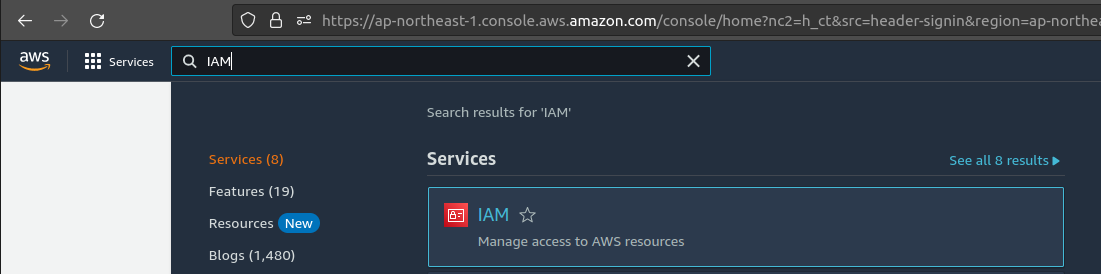 https://ap-northeast-1.console.aws.amazon.com/console/home?nc2=h_ct&src=header-signin&region=ap-northea
aws
Services
IAM
Search results for 'IAM'
Services (8)
Features (19)
Resources New
Blogs (1,480)
Services
See all 8 results
IAM
Manage access to AWS resources